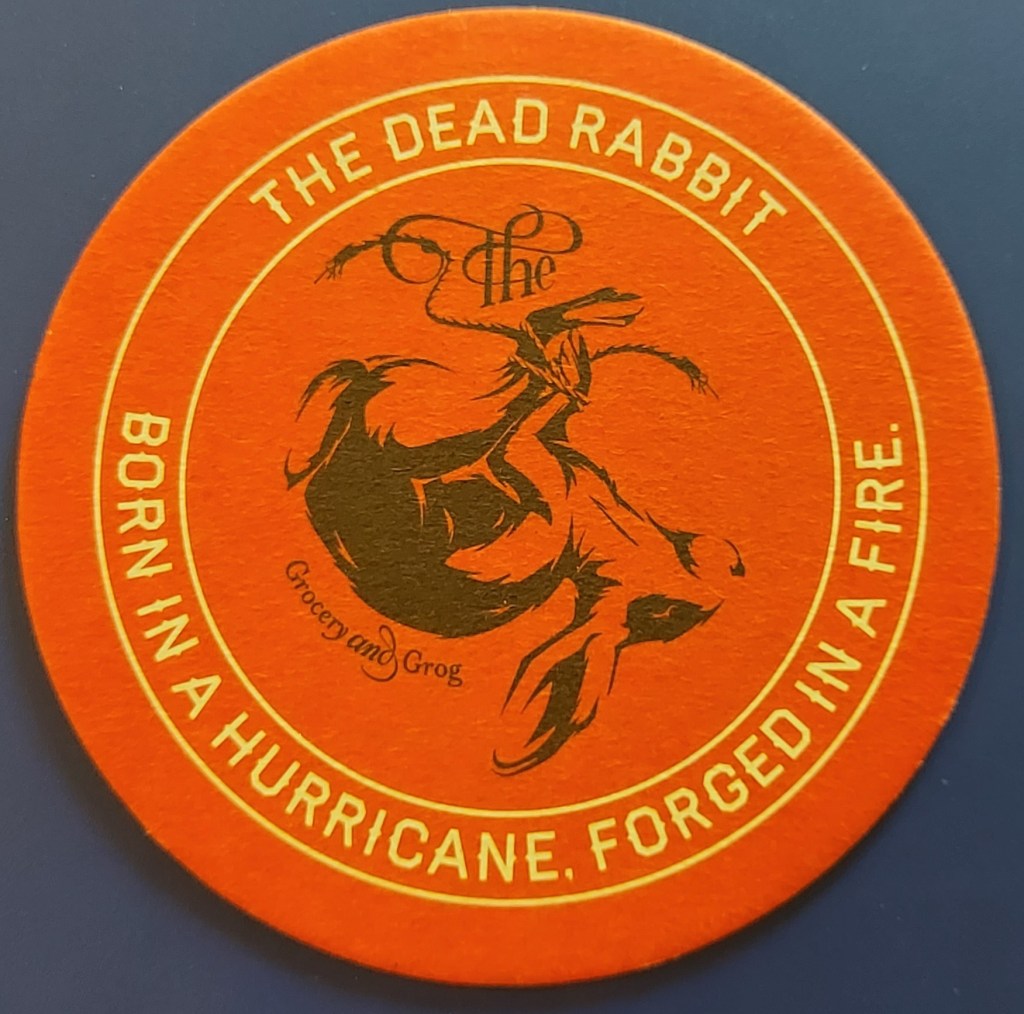 THE DEAD RABBIT
The
Grocery and Grog
BORN IN A HURRICANE, FORGED IN A FIRE.